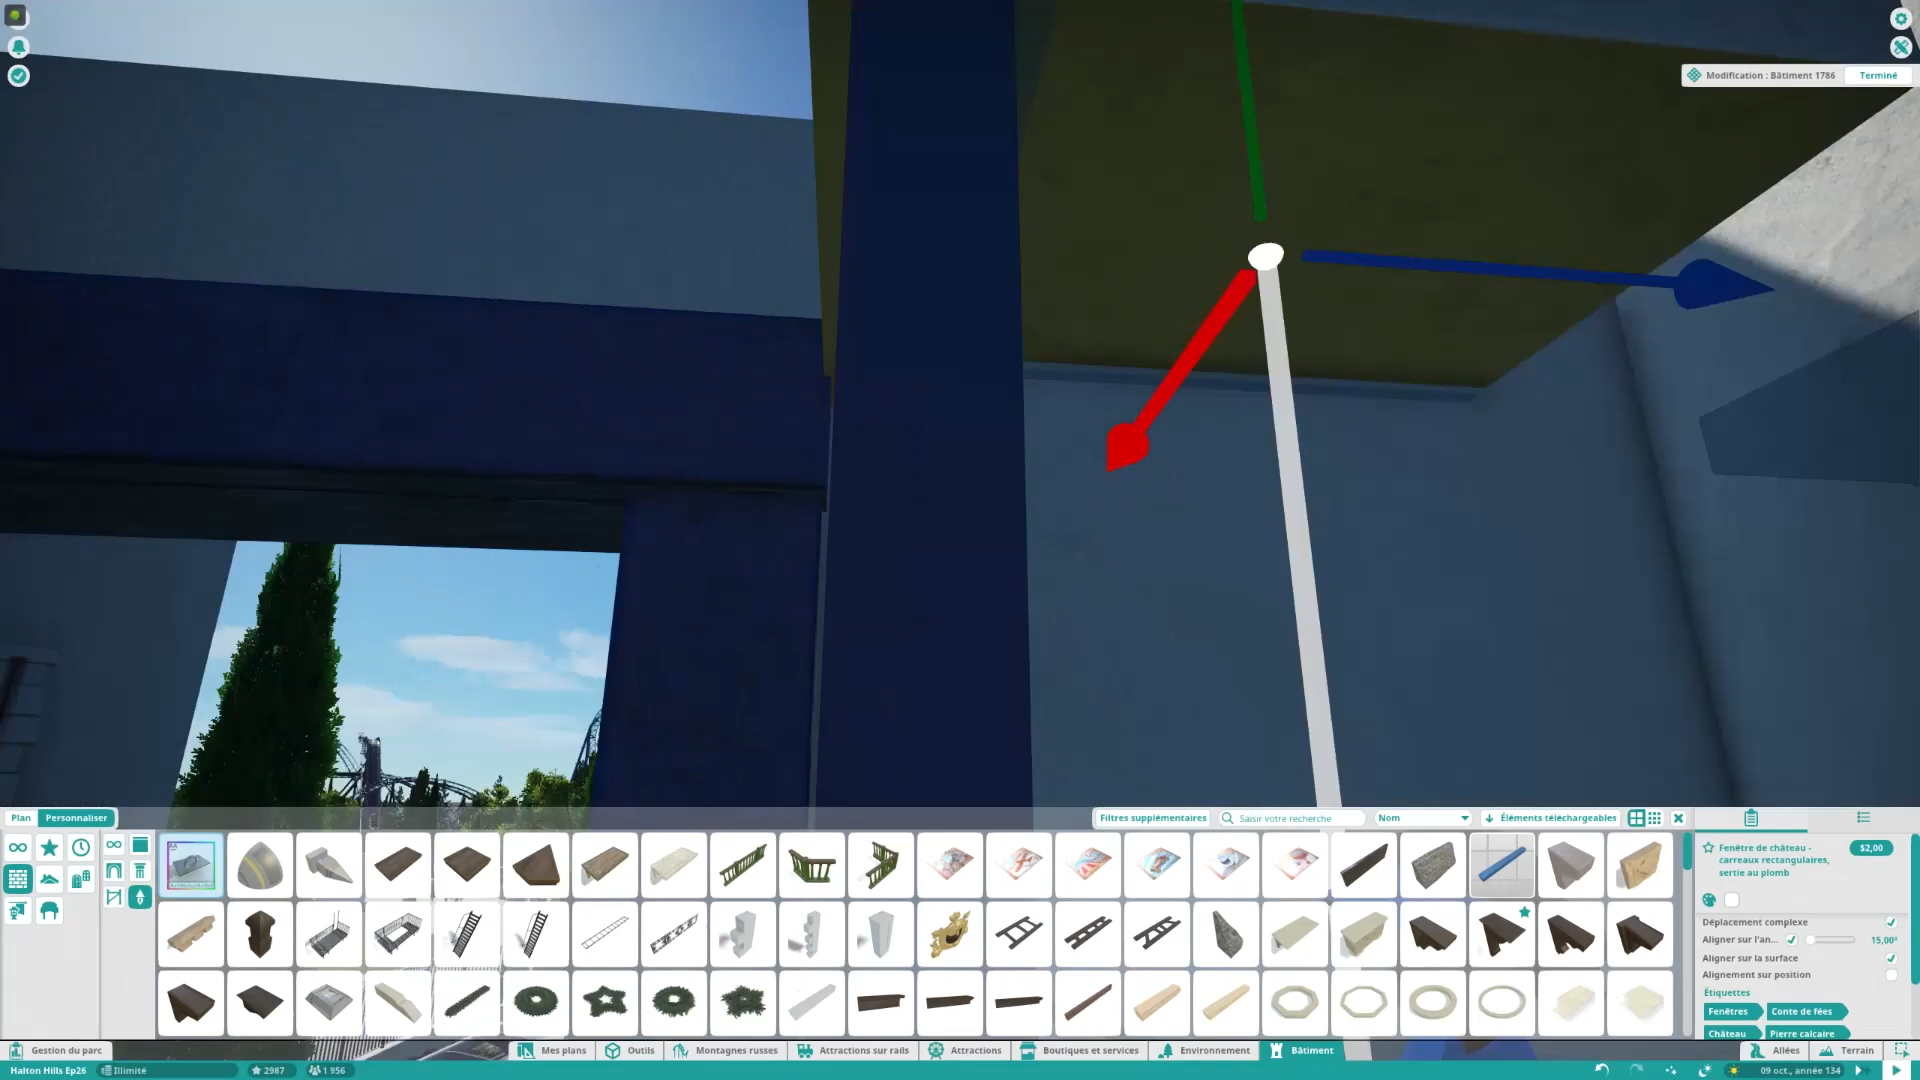 Modification : Bâtiment 1786
Terminé
Plan
Personnaliser
Filtres supplémentaires
Saisir votre recherche
Nom
Éléments téléchargeables
Fenêtre de château -
carreaux rectangulaires,
sertie au plomb
$2,00
Déplacement complexe
Aligner sur l'an...
15,00°
Aligner sur la surface
Alignement sur position
Étiquettes
Fenêtres
Conte de fées
Château
Pierre calcaire
Gestion du parc
Mes plans
Outils
Montagnes russes
Attractions sur rails
Attractions
Boutiques et services
Environnement
Bâtiment
Allées
Terrain
Halton Hills Ep26
Illimité
2987
1 956
09 oct., année 134